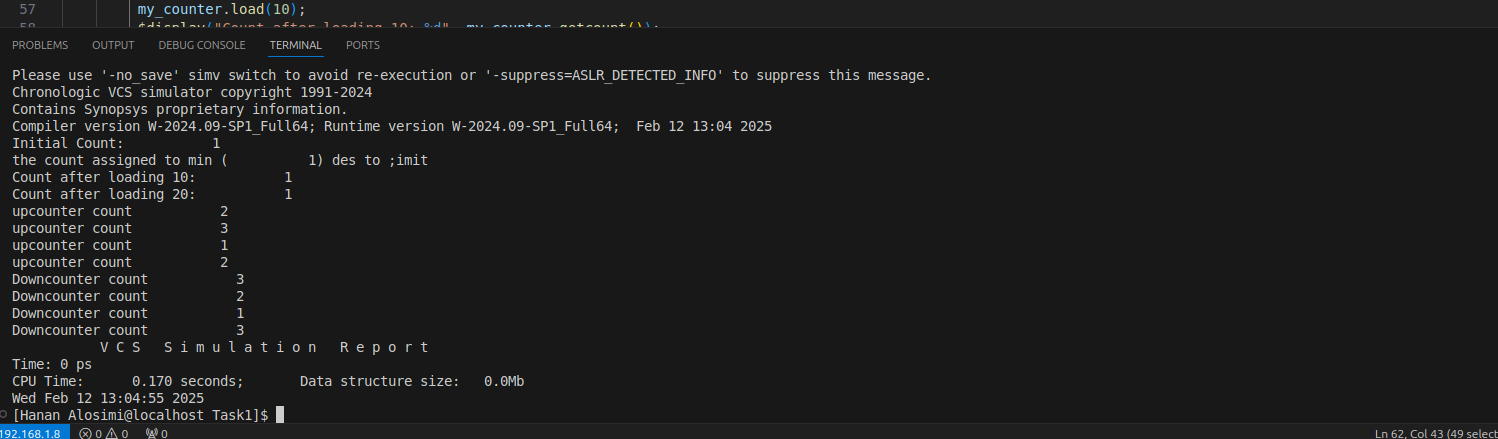 57 my_counter.load(10);
58 $display("Count after loading 10: %d", my_counter.getcount());
PROBLEMS OUTPUT DEBUG CONSOLE TERMINAL PORTS
Please use '-no_save' simv switch to avoid re-execution or '-suppress=ASLR_DETECTED_INFO' to suppress this message.
Chronologic VCS simulator copyright 1991-2024
Contains Synopsys proprietary information.
Compiler version W-2024.09-SP1_Full64; Runtime version W-2024.09-SP1_Full64;  Feb 12 13:04 2025
Initial Count:           1
the count assigned to min (          1) des to ;imit
Count after loading 10:           1
Count after loading 20:           1
upcounter count           2
upcounter count           3
upcounter count           1
upcounter count           2
Downcounter count           3
Downcounter count           2
Downcounter count           1
Downcounter count           3
           V C S   S i m u l a t i o n   R e p o r t
Time: 0 ps
CPU Time:      0.170 seconds;       Data structure size:   0.0Mb
Wed Feb 12 13:04:55 2025
[Hanan Alosimi@localhost Task1]$
192.168.1.8 0 0 0 Ln 62, Col 43 (49 select